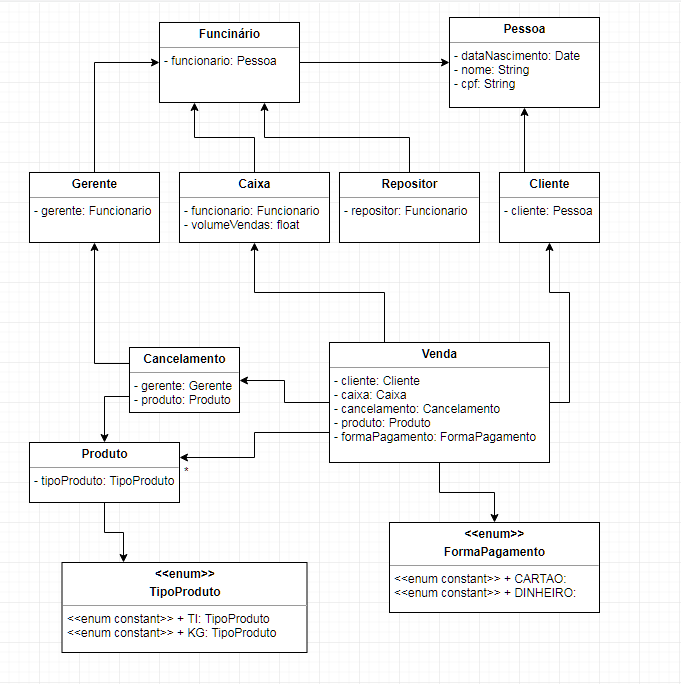 Funcinário
- funcionario: Pessoa
Pessoa
- dataNascimento: Date
- nome: String
- cpf: String
Gerente
- gerente: Funcionario
Caixa
- funcionario: Funcionario
- volumeVendas: float
Repositor
- repositor: Funcionario
Cliente
- cliente: Pessoa
Cancelamento
- gerente: Gerente
- produto: Produto
Venda
- cliente: Cliente
- caixa: Caixa
- cancelamento: Cancelamento
- produto: Produto
- formaPagamento: FormaPagamento
Produto
- tipoProduto: TipoProduto
*
<<enum>>
FormaPagamento
<<enum constant>> + CARTAO:
<<enum constant>> + DINHEIRO:
<<enum>>
TipoProduto
<<enum constant>> + TI: TipoProduto
<<enum constant>> + KG: TipoProduto